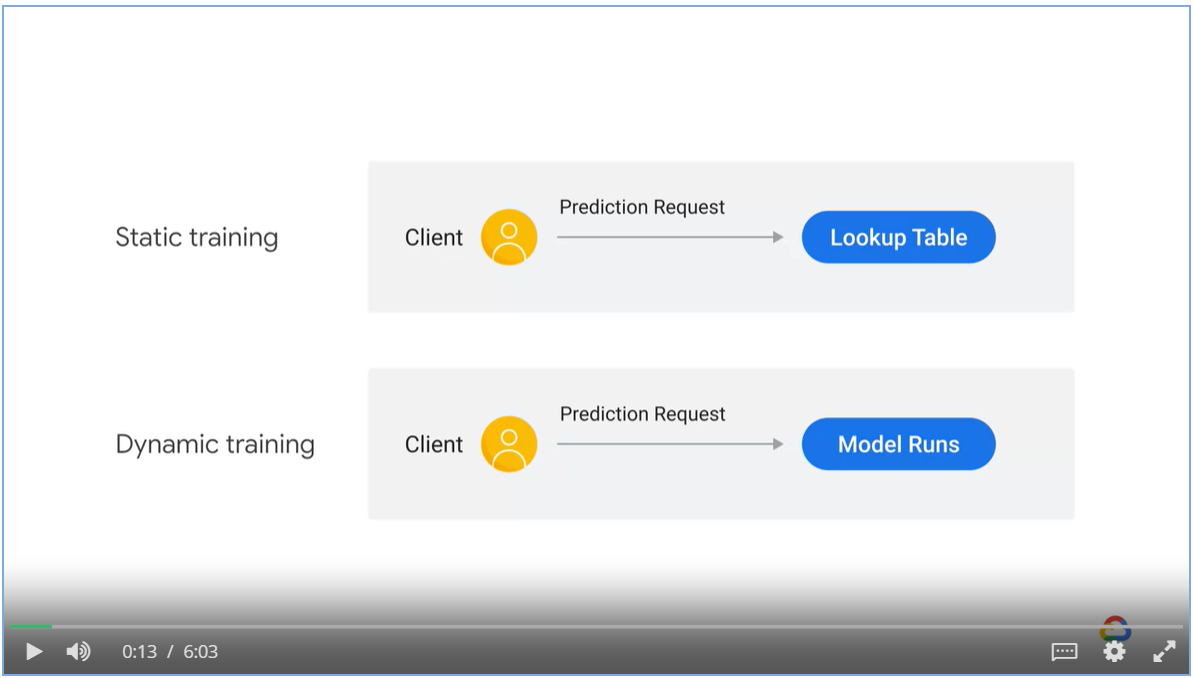 Static training
Client
Prediction Request
Lookup Table
Dynamic training
Client
Prediction Request
Model Runs
0:13 / 6:03